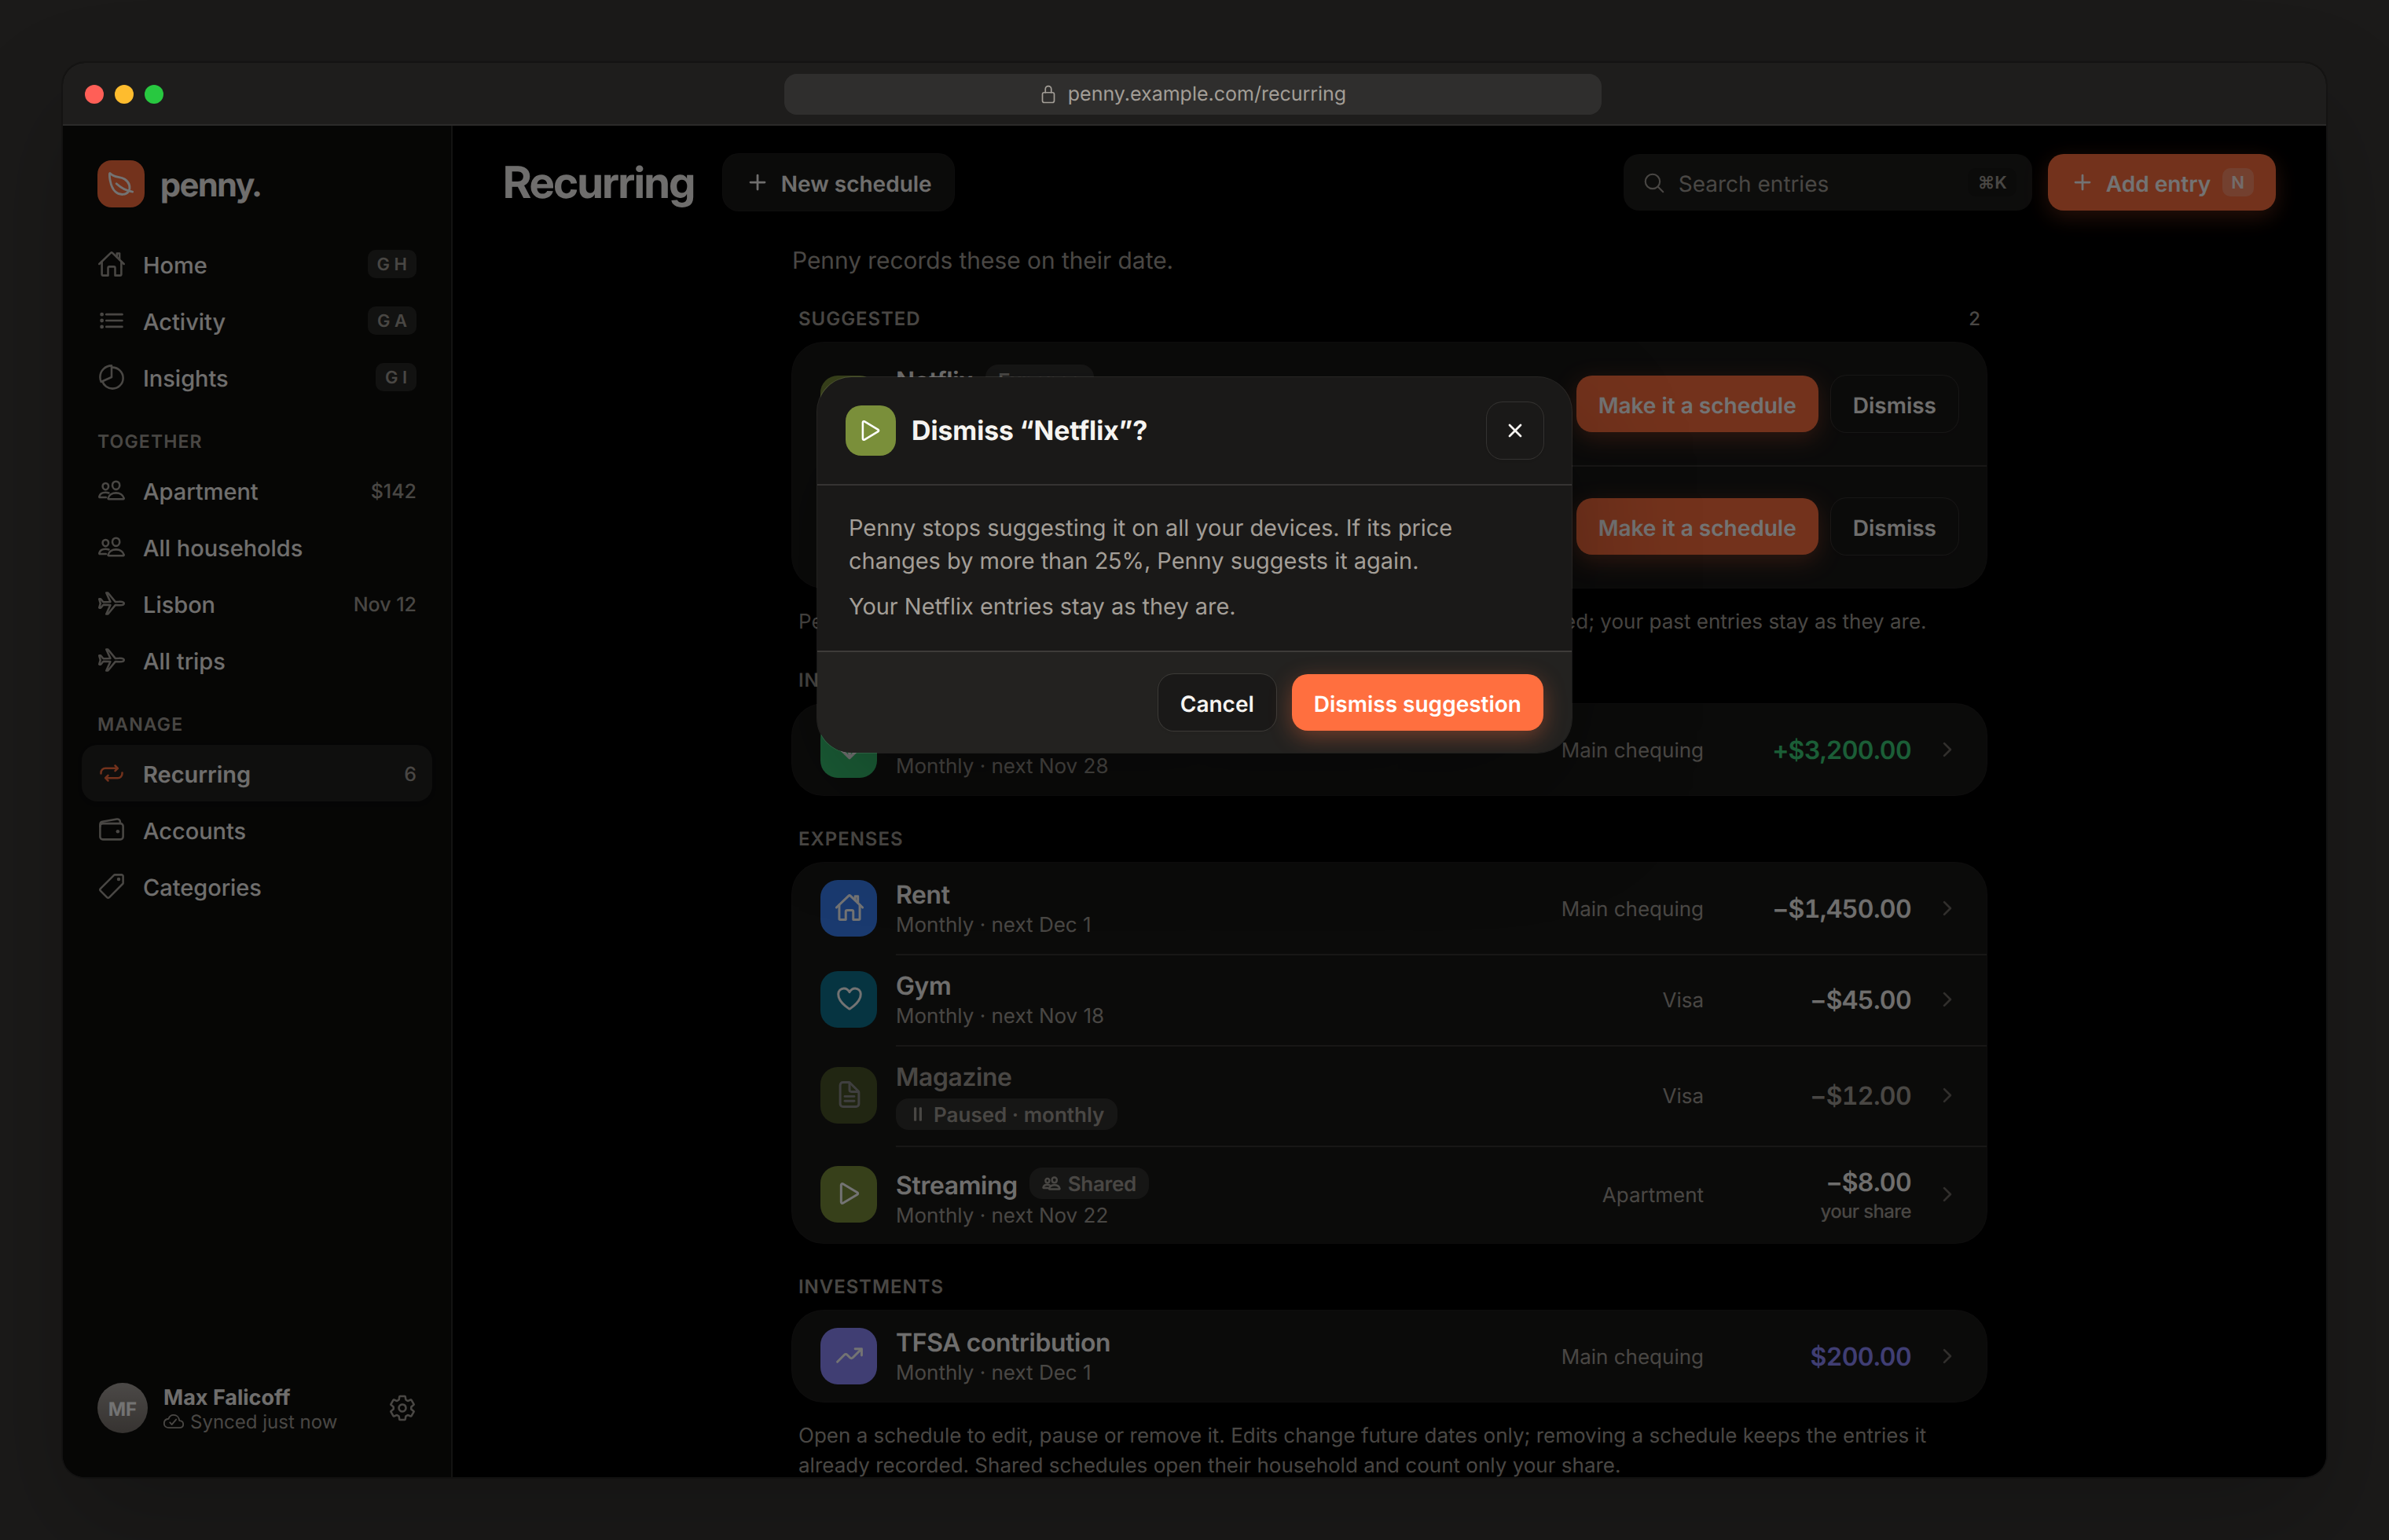 penny.example.com/recurring
penny.
Home G H
Activity G A
Insights G I
TOGETHER
Apartment $142
All households
Lisbon Nov 12
All trips
MANAGE
Recurring 6
Accounts
Categories
MF
Max Falicoff
Synced just now
Recurring
New schedule
Search entries ⌘K
Add entry N
Penny records these on their date.
SUGGESTED 2
Netflix
Make it a schedule Dismiss
Make it a schedule Dismiss
your past entries stay as they are.
Dismiss “Netflix”?
Penny stops suggesting it on all your devices. If its price
changes by more than 25%, Penny suggests it again.
Your Netflix entries stay as they are.
Cancel Dismiss suggestion
Monthly · next Nov 28
Main chequing +$3,200.00
EXPENSES
Rent
Monthly · next Dec 1
Main chequing –$1,450.00
Gym
Monthly · next Nov 18
Visa –$45.00
Magazine
Paused · monthly
Visa –$12.00
Streaming Shared
Monthly · next Nov 22
Apartment –$8.00
your share
INVESTMENTS
TFSA contribution
Monthly · next Dec 1
Main chequing $200.00
Open a schedule to edit, pause or remove it. Edits change future dates only; removing a schedule keeps the entries it
already recorded. Shared schedules open their household and count only your share.